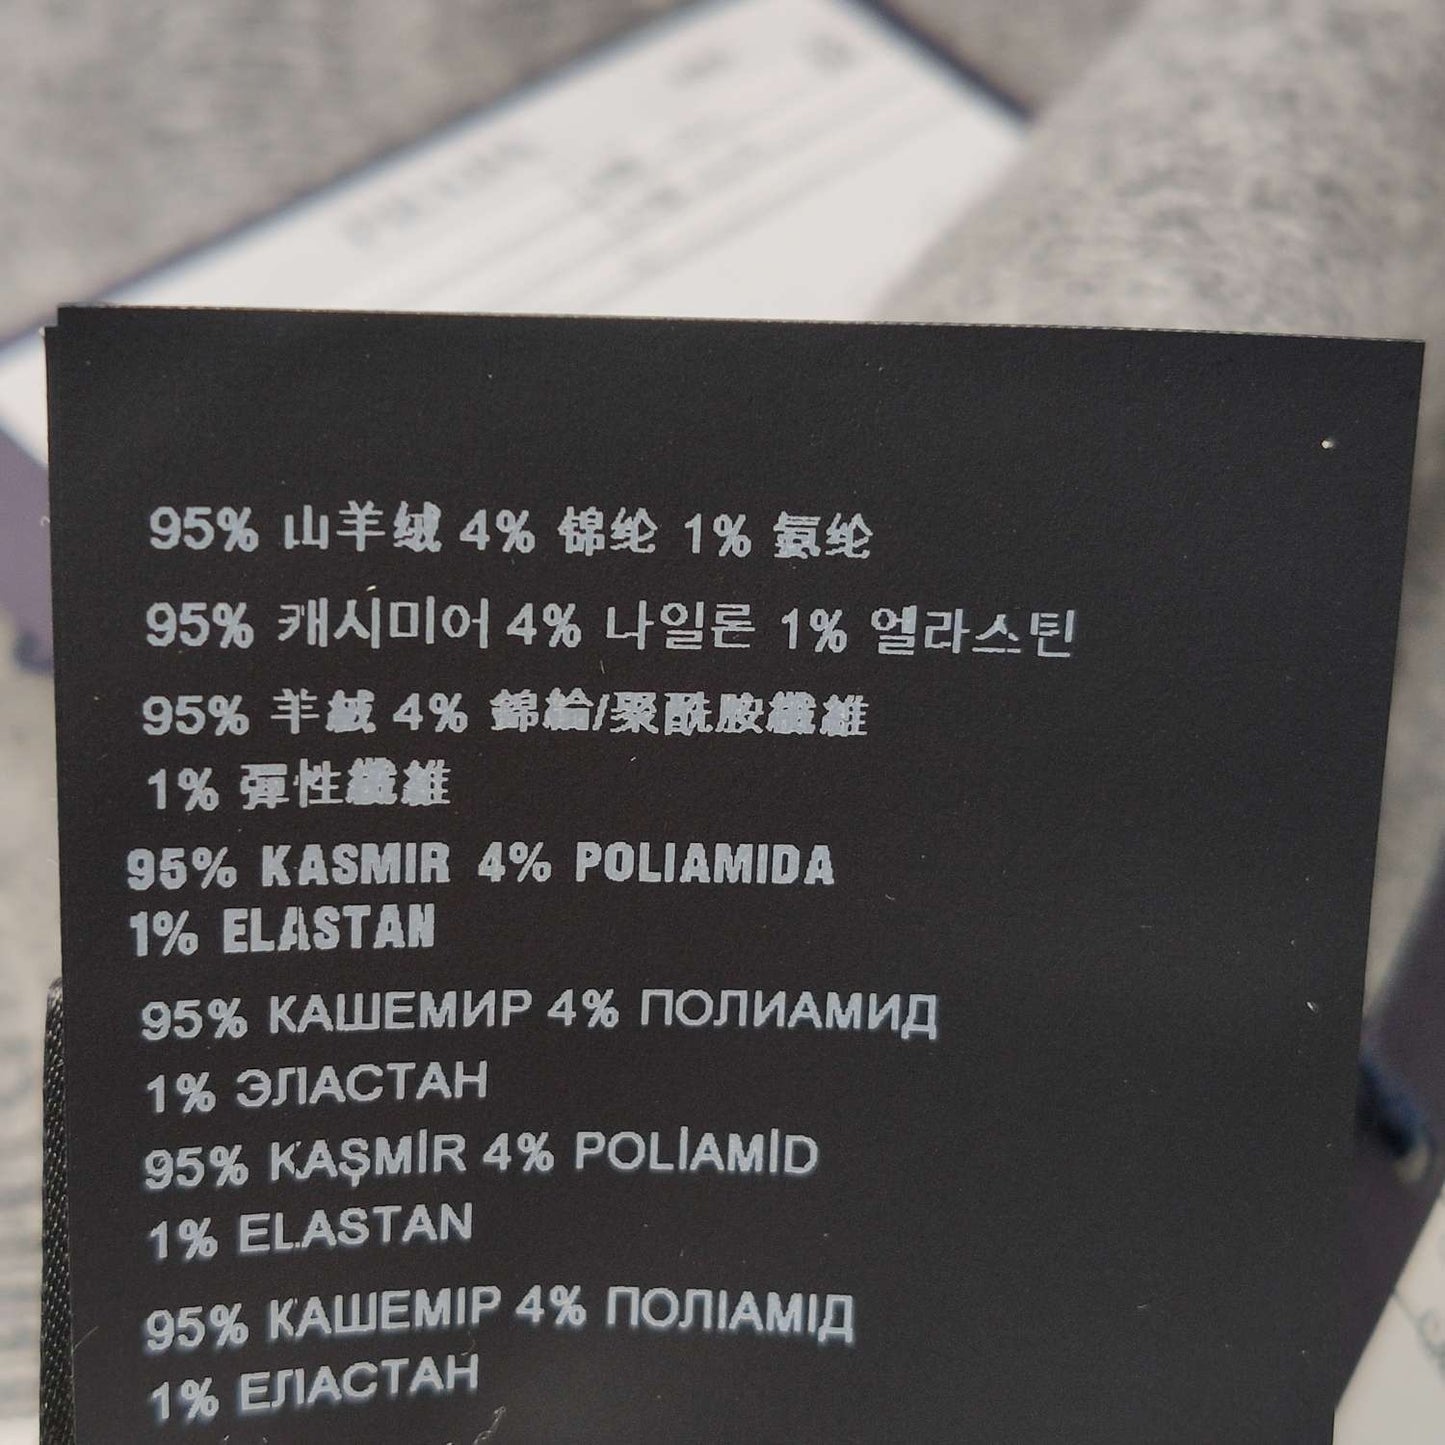 95% 山羊绒 4% 锦纶 1% 氨纶
95% 캐시미어 4% 나일론 1% 엘라스틴
95% 羊絨 4% 錦綸/聚酰胺纖維
1% 彈性纖維
95% KASMIR 4% POLIAMIDA
1% ELASTAN
95% КАШЕМИР 4% ПОЛИАМИД
1% ЭЛАСТАН
95% KAŞMİR 4% POLİAMİD
1% ELASTAN
95% КАШЕМІР 4% ПОЛІАМІД
1% ЕЛАСТАН